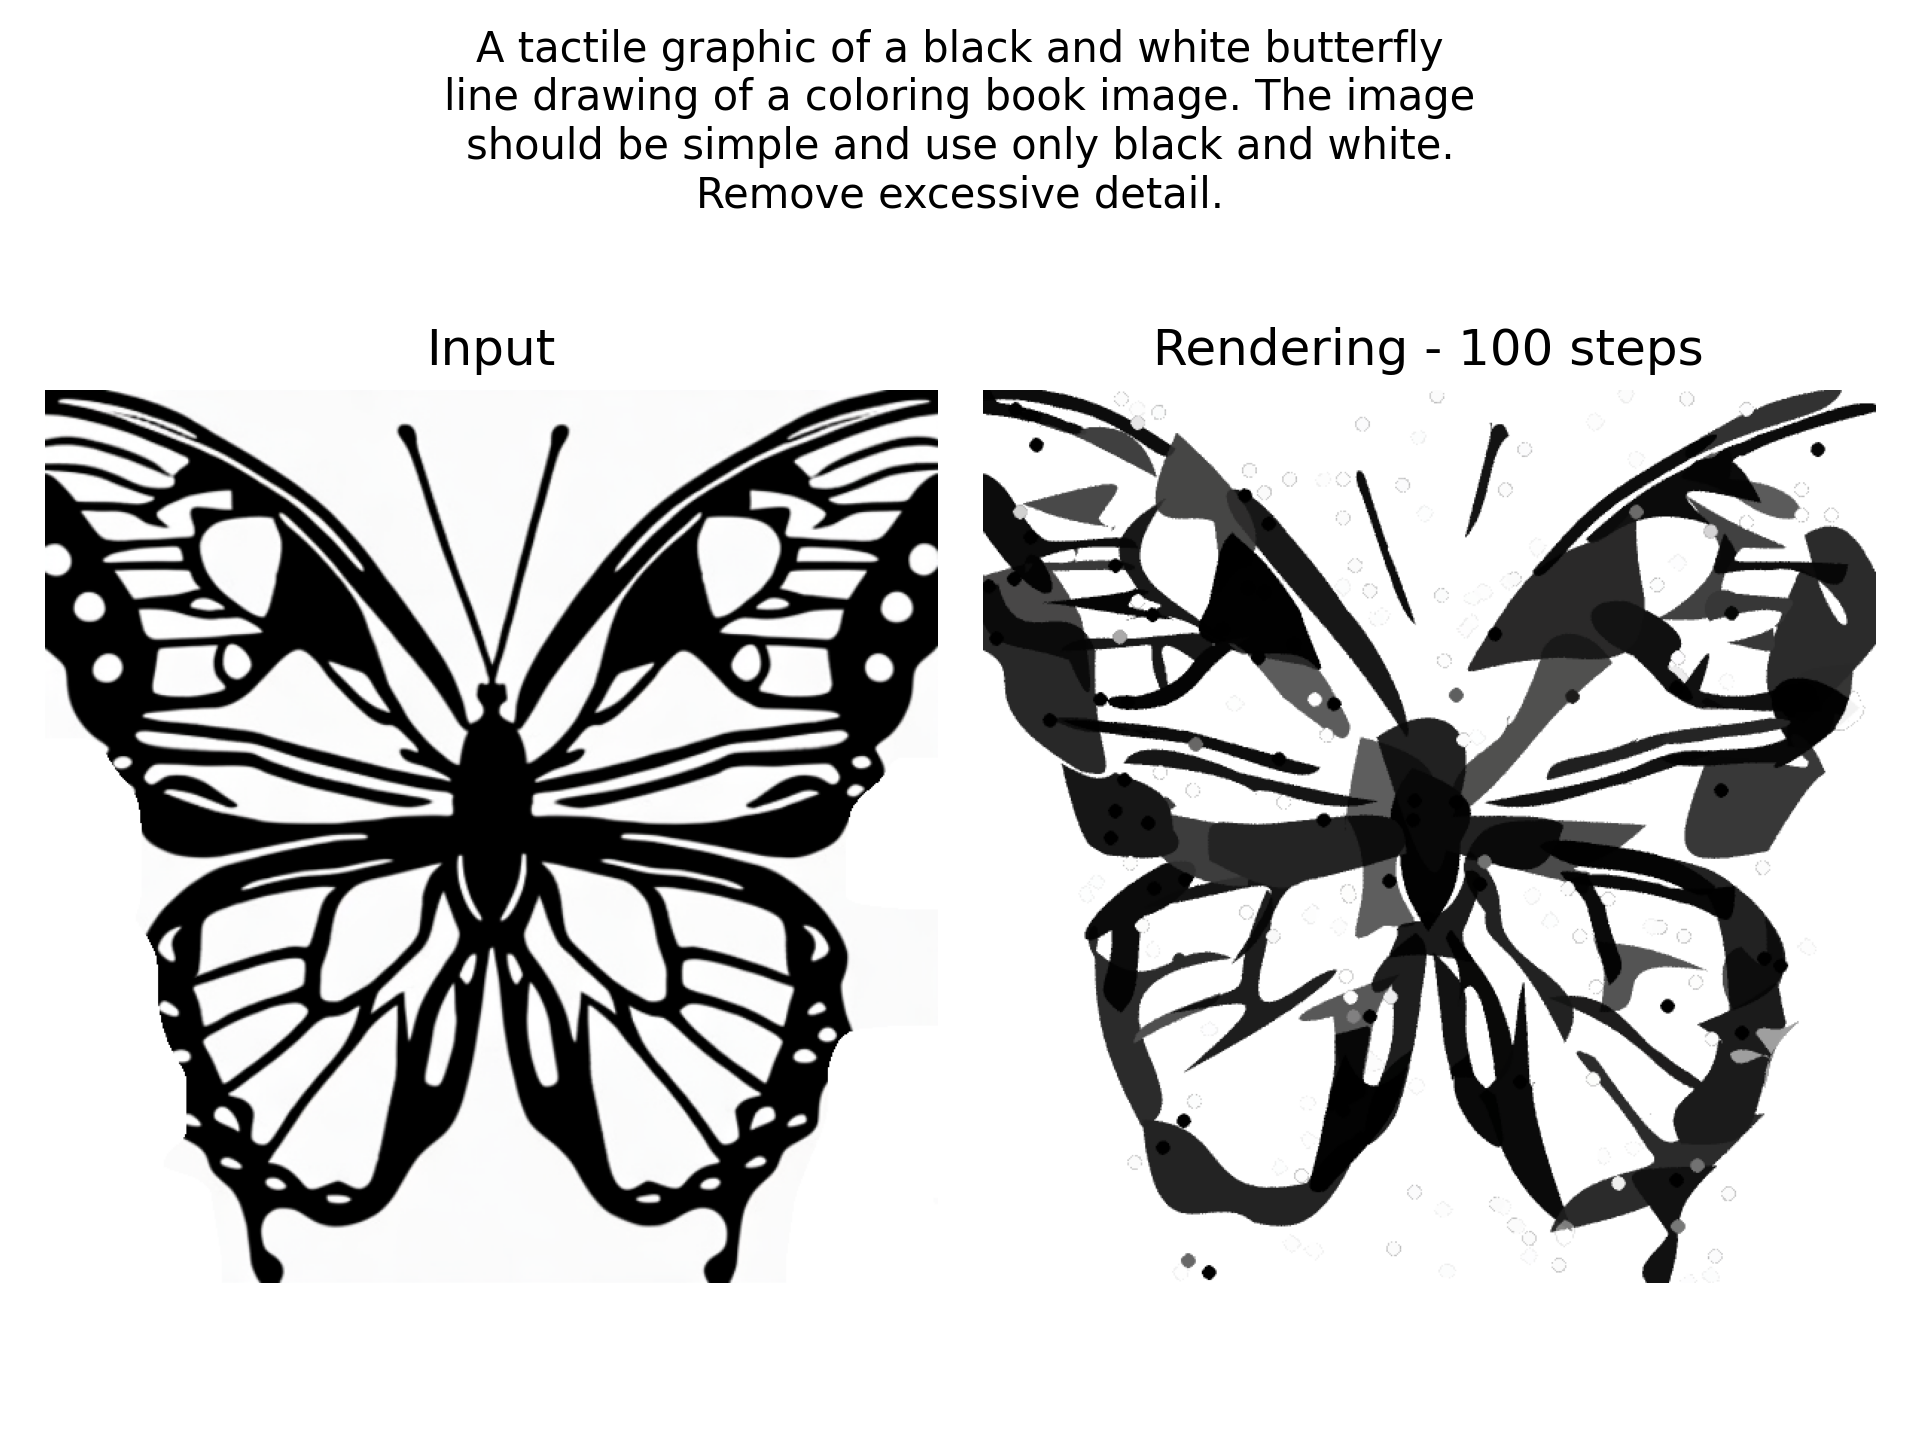 A tactile graphic of a black and white butterfly
line drawing of a coloring book image. The image
should be simple and use only black and white.
Remove excessive detail.
Input
Rendering - 100 steps